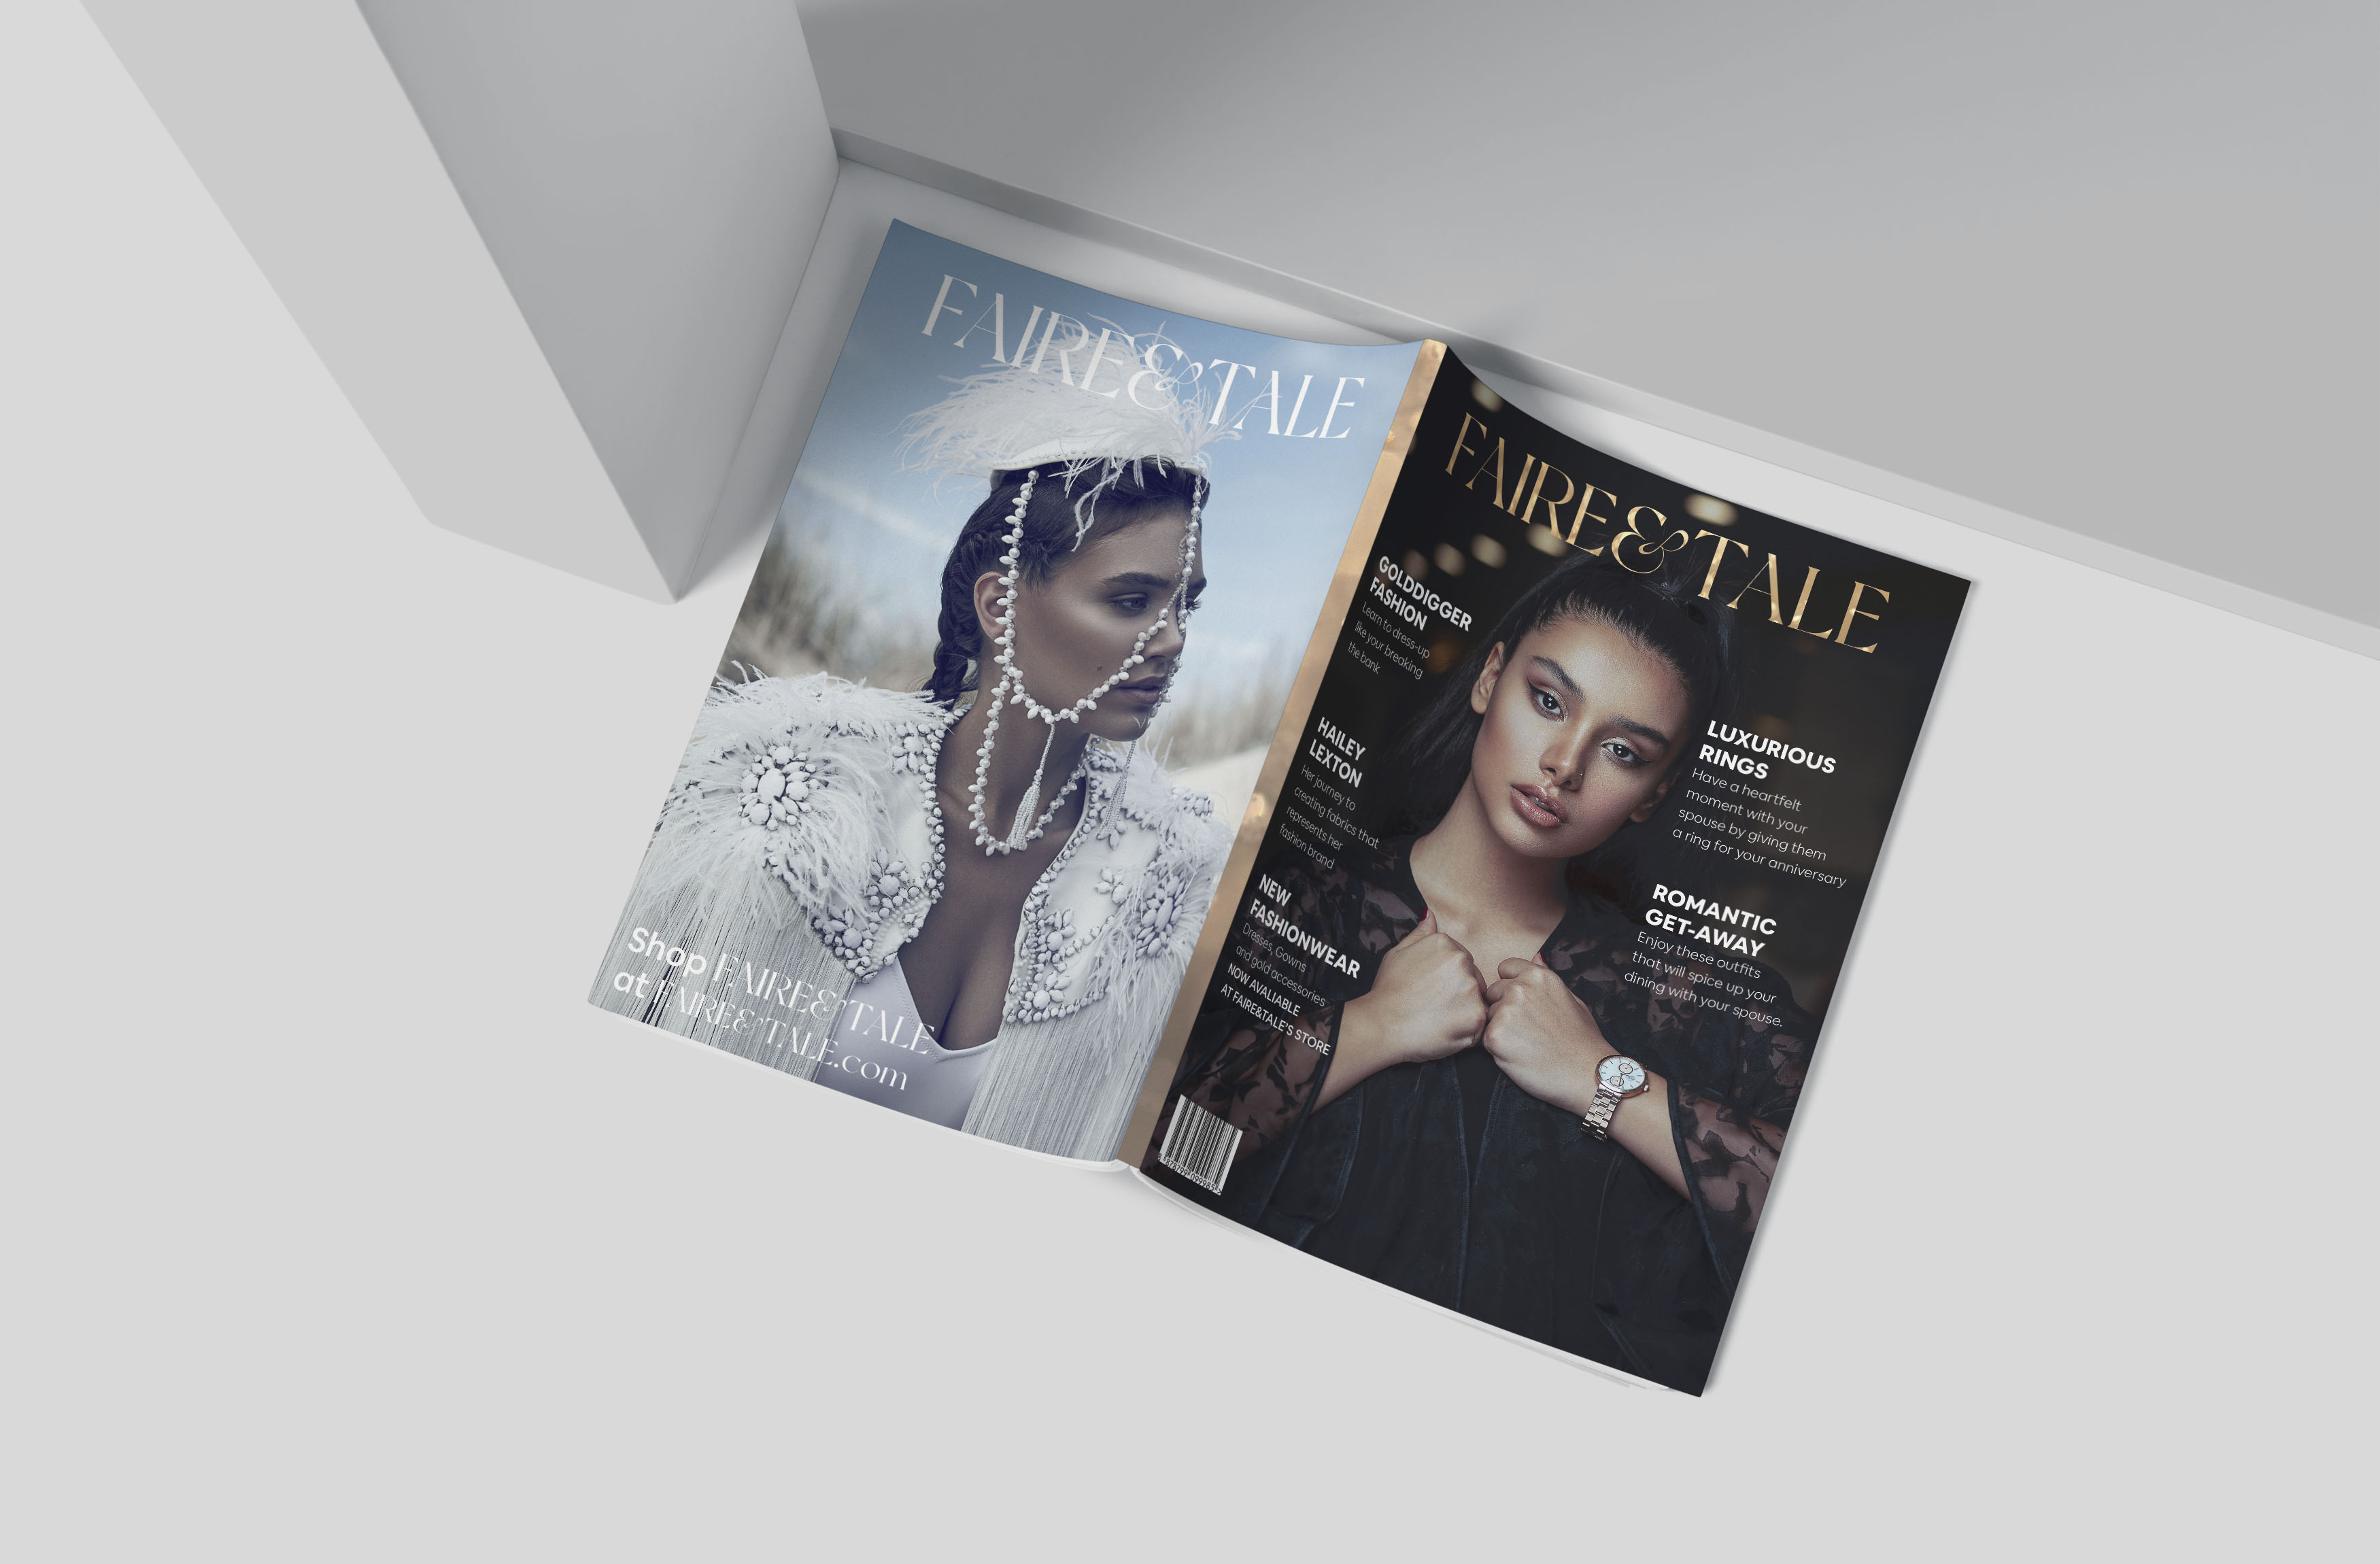 FAIRE&TALE
Shop FAIRE&TALE
at FAIRE&TALE.com
FAIRE&TALE
GOLDDIGGER
FASHION
Learn to dress-up
like your breaking
the bank
HAILEY
LEXTON
Her journey to
creating fabrics that
represents her
fashion brand
NEW
FASHIONWEAR
Dresses, Gowns
and gold accessories
NOW AVALIABLE
AT FAIRE&TALE'S STORE
LUXURIOUS
RINGS
Have a heartfelt
moment with your
spouse by giving them
a ring for your anniversary
ROMANTIC
GET-AWAY
Enjoy these outfits
that will spice up your
dining with your spouse.